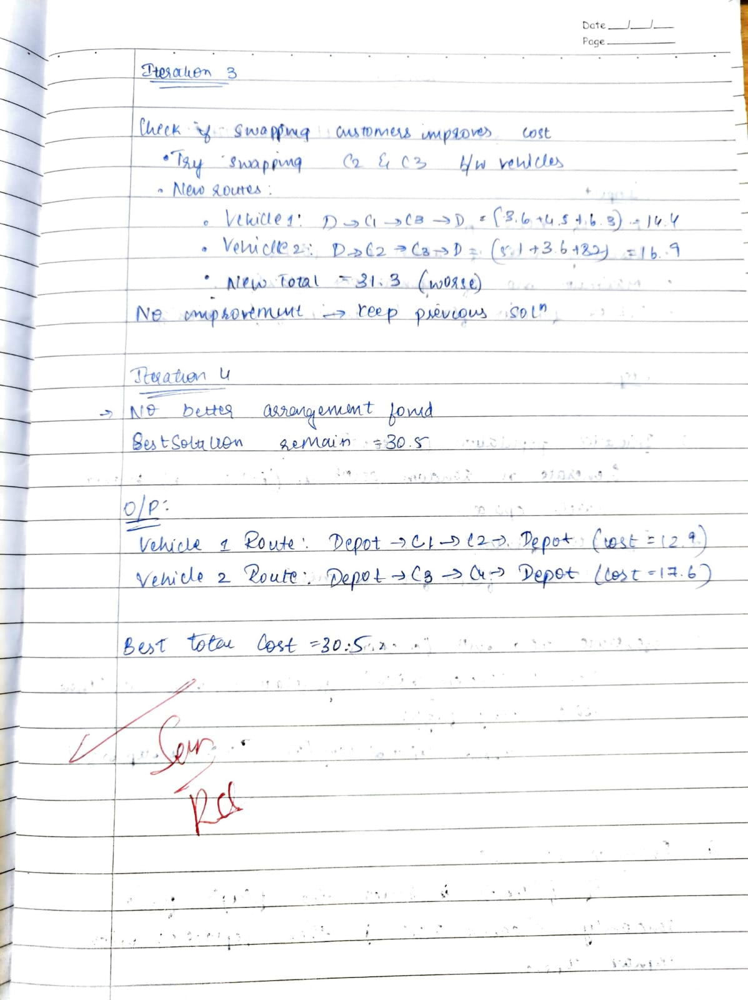 Date __/__/__
Page
Iteration 3
Check if swapping customers improves cost
• Try swapping C2 & C3 b/w vehicles
• New routes:
• Vehicle 1: D → C1 → C3 → D = (3.6 + 4.5 + 6.3) = 14.4
• Vehicle 2: D → C2 → C3 → D = (5.1 + 3.6 + 8.2) = 16.9
• New Total = 31.3 (worse)
No improvement → keep previous solⁿ
Iteration 4
→ NO better arrangement fond
Best Solution remain = 30.5
O/P:
Vehicle 1 Route: Depot → C1 → C2 → Depot (cost = 12.9)
Vehicle 2 Route: Depot → C3 → C4 → Depot (cost = 17.6)
Best total Cost = 30.5